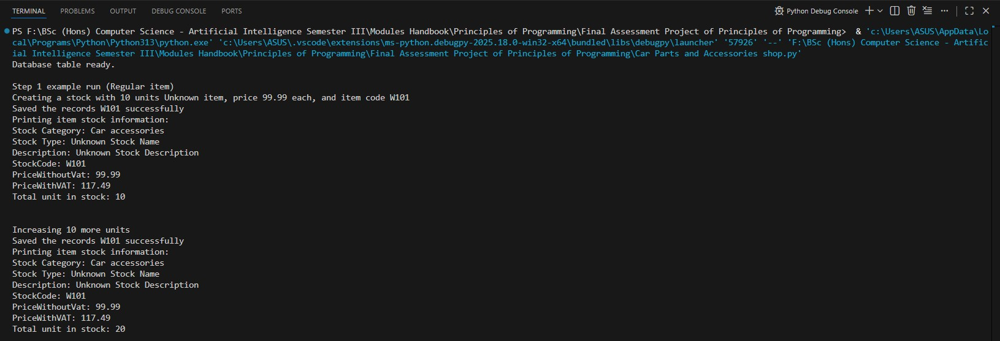 TERMINAL PROBLEMS OUTPUT DEBUG CONSOLE PORTS Python Debug Console
PS F:\BSc (Hons) Computer Science - Artificial Intelligence Semester III\Modules Handbook\Principles of Programming\Final Assessment Project of Principles of Programming>  & 'c:\Users\ASUS\AppData\Lo
cal\Programs\Python\Python313\python.exe' 'c:\Users\ASUS\.vscode\extensions\ms-python.debugpy-2025.18.0-win32-x64\bundled\libs\debugpy\launcher' '57926' '--' 'F:\BSc (Hons) Computer Science - Artific
ial Intelligence Semester III\Modules Handbook\Principles of Programming\Final Assessment Project of Principles of Programming\Car Parts and Accessories shop.py'
Database table ready.
Step 1 example run (Regular item)
Creating a stock with 10 units Unknown item, price 99.99 each, and item code W101
Saved the records W101 successfully
Printing item stock information:
Stock Category: Car accessories
Stock Type: Unknown Stock Name
Description: Unknown Stock Description
StockCode: W101
PriceWithoutVat: 99.99
PriceWithVAT: 117.49
Total unit in stock: 10
Increasing 10 more units
Saved the records W101 successfully
Printing item stock information:
Stock Category: Car accessories
Stock Type: Unknown Stock Name
Description: Unknown Stock Description
StockCode: W101
PriceWithoutVat: 99.99
PriceWithVAT: 117.49
Total unit in stock: 20